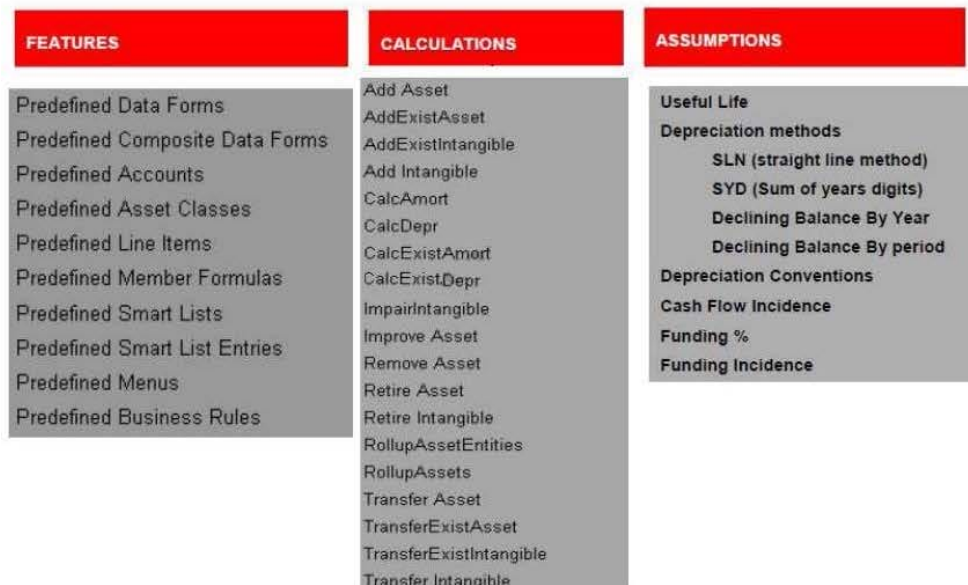 FEATURES
Predefined Data Forms
Predefined Composite Data Forms
Predefined Accounts
Predefined Asset Classes
Predefined Line Items
Predefined Member Formulas
Predefined Smart Lists
Predefined Smart List Entries
Predefined Menus
Predefined Business Rules
CALCULATIONS
Add Asset
AddExistAsset
AddExistIntangible
Add Intangible
CalcAmort
CalcDepr
CalcExistAmort
CalcExistDepr
ImpairIntangible
Improve Asset
Remove Asset
Retire Asset
Retire Intangible
RollupAssetEntities
RollupAssets
Transfer Asset
TransferExistAsset
TransferExistIntangible
Transfer Intangible
ASSUMPTIONS
Useful Life
Depreciation methods
SLN (straight line method)
SYD (Sum of years digits)
Declining Balance By Year
Declining Balance By period
Depreciation Conventions
Cash Flow Incidence
Funding %
Funding Incidence